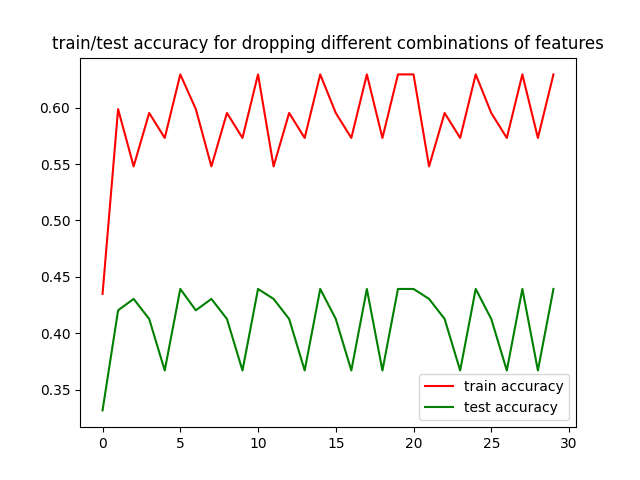 train/test accuracy for dropping different combinations of features
0.60
0.55
0.50
0.45
0.40
0.35
0 5 10 15 20 25 30
train accuracy
test accuracy